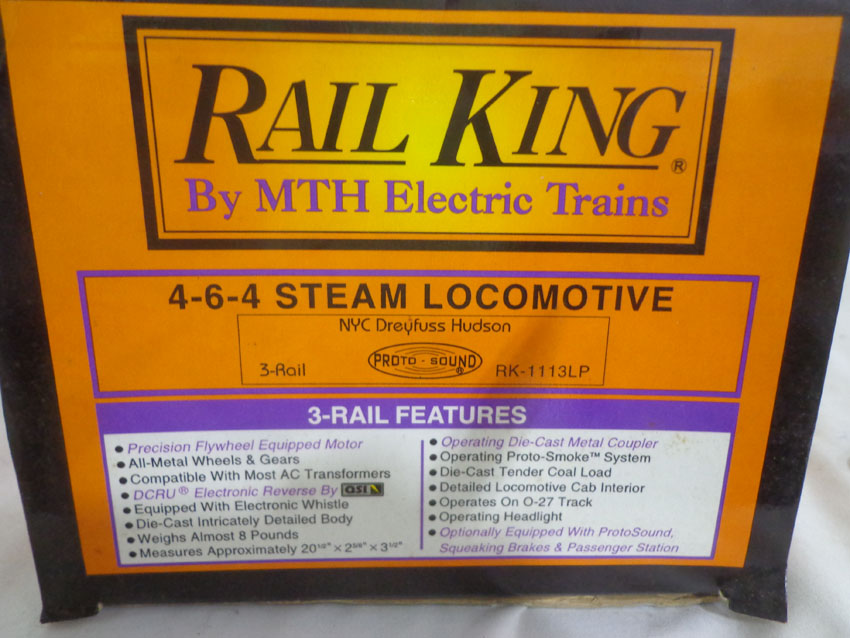 RAIL KING®
By MTH Electric Trains
4-6-4 STEAM LOCOMOTIVE
NYC Dreyfuss Hudson
3-Rail
PROTO-SOUND®
RK-1113LP
3-RAIL FEATURES
• Precision Flywheel Equipped Motor
• All-Metal Wheels & Gears
• Compatible With Most AC Transformers
• DCRU® Electronic Reverse By QSI
• Equipped With Electronic Whistle
• Die-Cast Intricately Detailed Body
• Weighs Almost 8 Pounds
• Measures Approximately 20 1/2" × 2 5/8" × 3 1/2"
• Operating Die-Cast Metal Coupler
• Operating Proto-Smoke™ System
• Die-Cast Tender Coal Load
• Detailed Locomotive Cab Interior
• Operates On O-27 Track
• Operating Headlight
• Optionally Equipped With ProtoSound,
Squeaking Brakes & Passenger Station